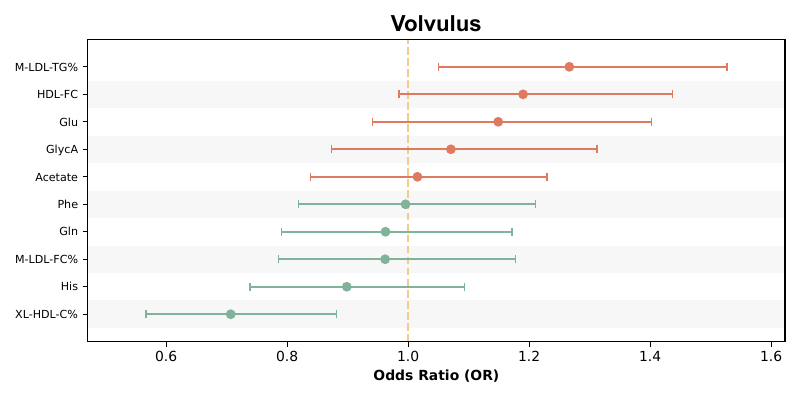 Volvulus
M-LDL-TG%
HDL-FC
Glu
GlycA
Acetate
Phe
Gln
M-LDL-FC%
His
XL-HDL-C%
0.6 0.8 1.0 1.2 1.4 1.6
Odds Ratio (OR)